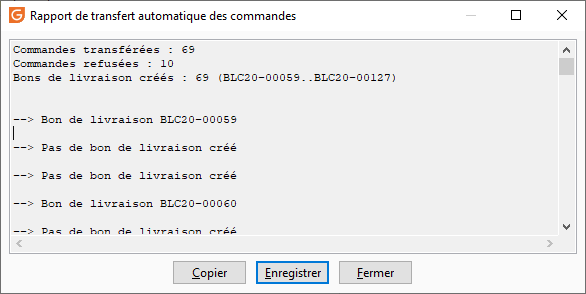 Rapport de transfert automatique des commandes
Commandes transférées : 69
Commandes refusées : 10
Bons de livraison créés : 69 (BLC20-00059..BLC20-00127)
--> Bon de livraison BLC20-00059
--> Pas de bon de livraison créé
--> Pas de bon de livraison créé
--> Bon de livraison BLC20-00060
--> Pas de bon de livraison créé
Copier
Enregistrer
Fermer